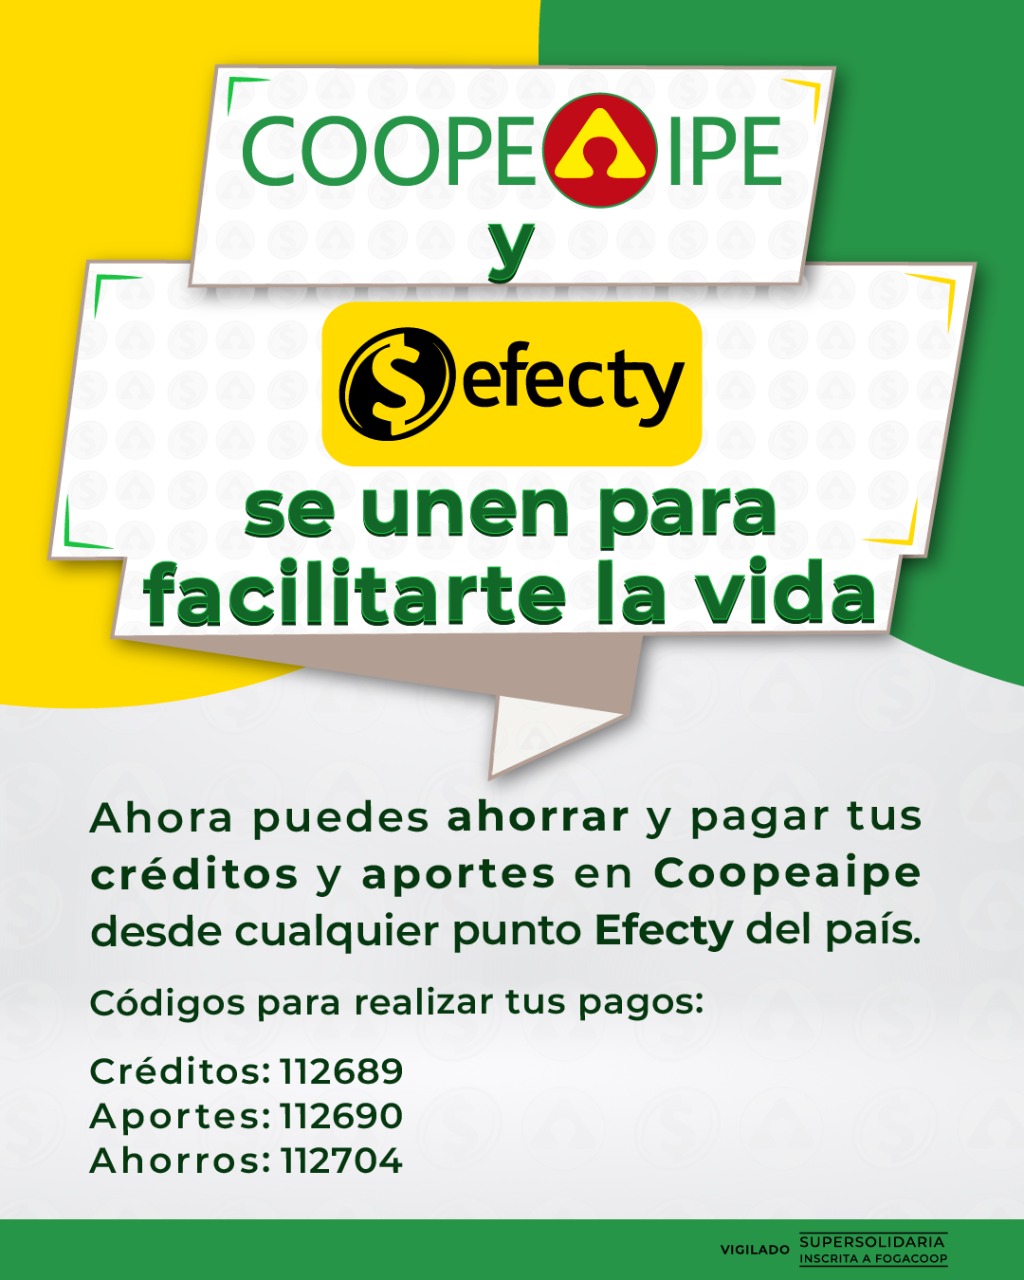 COOPEAIPE
y
efecty
se unen para
facilitarte la vida
Ahora puedes ahorrar y pagar tus
créditos y aportes en Coopeaipe
desde cualquier punto Efecty del país.
Códigos para realizar tus pagos:
Créditos: 112689
Aportes: 112690
Ahorros: 112704
VIGILADO SUPERSOLIDARIA
INSCRITA A FOGACOOP